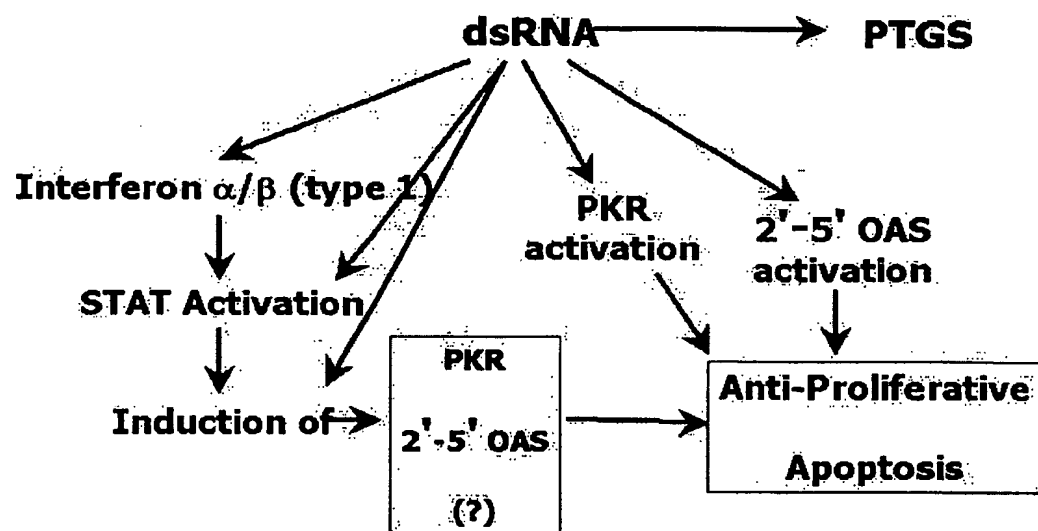 dsRNA
PTGS
Interferon α/β (type 1)
PKR
activation
2'-5' OAS
activation
STAT Activation
Induction of
PKR
2'-5' OAS
(?)
Anti-Proliferative
Apoptosis